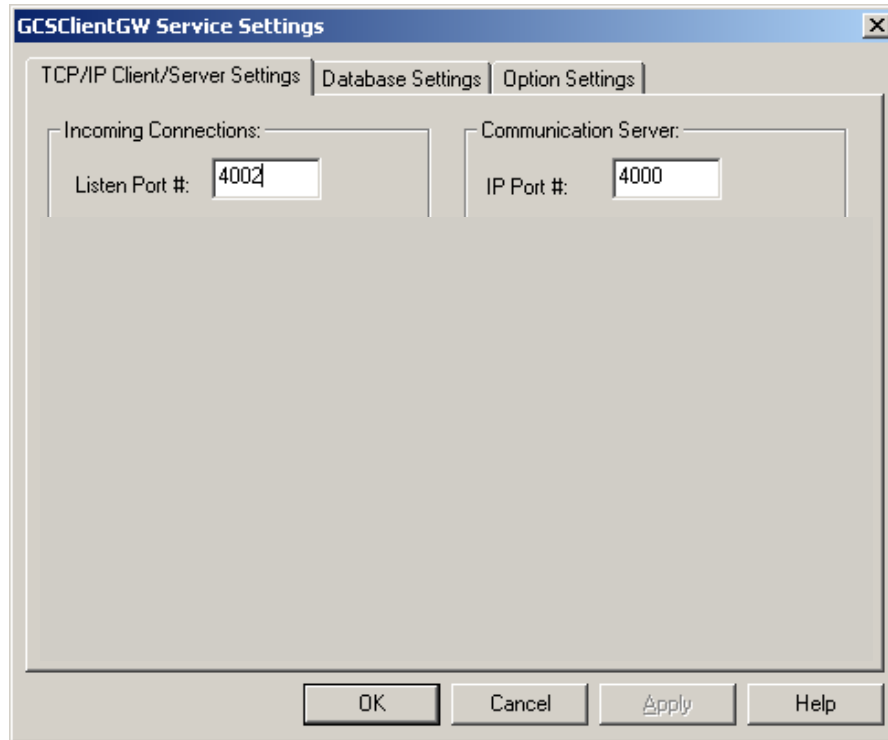 GCSClientGW Service Settings
TCP/IP Client/Server Settings Database Settings Option Settings
Incoming Connections: Communication Server:
Listen Port #: 4002 IP Port #: 4000
OK Cancel Apply Help